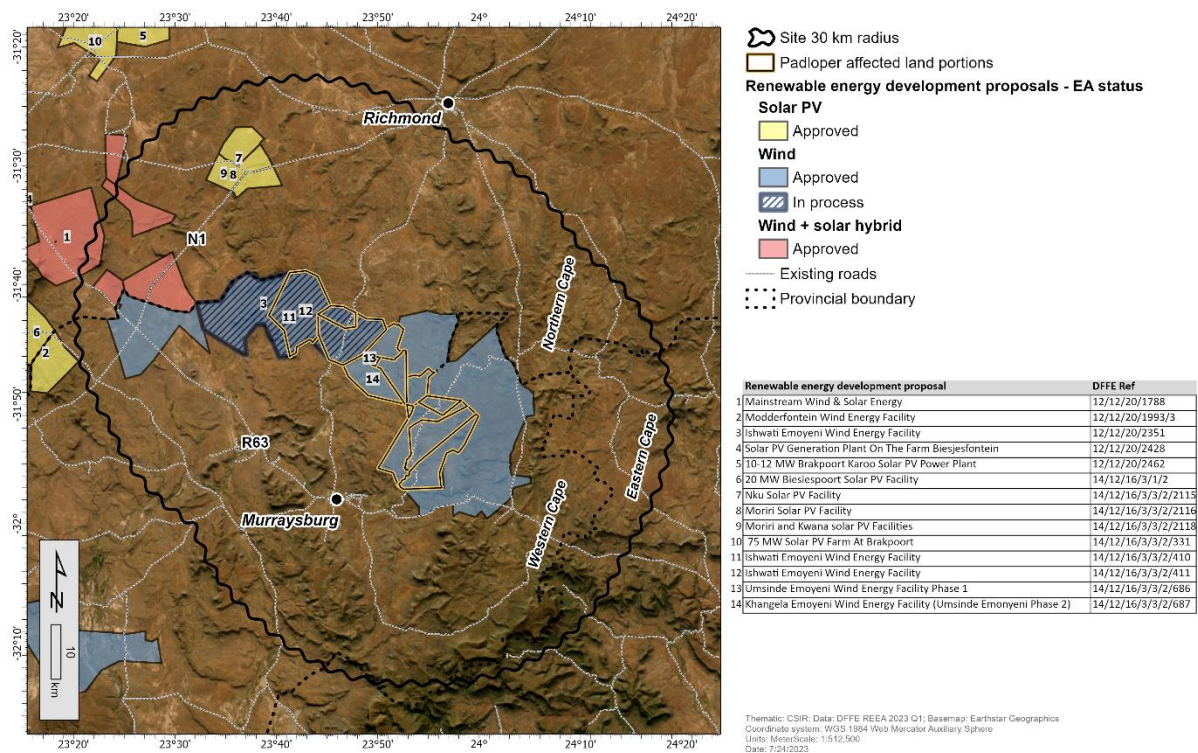 23°20' 23°30' 23°40' 23°50' 24° 24°10' 24°20'
-31°20'
-31°30'
-31°40'
-31°50'
-32°
-32°10'
10
5
Richmond
7
9 8
4
1
N1
3
11
12
6
2
13
14
R63
Murraysburg
Northern Cape
Eastern Cape
Western Cape
N
10
km
23°20' 23°30' 23°40' 23°50' 24° 24°10' 24°20'
Site 30 km radius
Padloper affected land portions
Renewable energy development proposals - EA status
Solar PV
Approved
Wind
Approved
In process
Wind + solar hybrid
Approved
Existing roads
Provincial boundary
Renewable energy development proposal DFFE Ref
1 Mainstream Wind & Solar Energy 12/12/20/1788
2 Modderfontein Wind Energy Facility 12/12/20/1993/3
3 Ishwati Emoyeni Wind Energy Facility 12/12/20/2351
4 Solar PV Generation Plant On The Farm Biesjesfontein 12/12/20/2428
5 10-12 MW Brakpoort Karoo Solar PV Power Plant 12/12/20/2462
6 20 MW Biesiespoort Solar PV Facility 14/12/16/3/1/2
7 Nku Solar PV Facility 14/12/16/3/3/2/2115
8 Moriri Solar PV Facility 14/12/16/3/3/2/2116
9 Moriri and Kwana solar PV Facilities 14/12/16/3/3/2/2118
10 75 MW Solar PV Farm At Brakpoort 14/12/16/3/3/2/331
11 Ishwati Emoyeni Wind Energy Facility 14/12/16/3/3/2/410
12 Ishwati Emoyeni Wind Energy Facility 14/12/16/3/3/2/411
13 Umsinde Emoyeni Wind Energy Facility Phase 1 14/12/16/3/3/2/686
14 Khangela Emoyeni Wind Energy Facility (Umsinde Emonyeni Phase 2) 14/12/16/3/3/2/687
Thematic: CSIR: Data: DFFE REEA 2023 Q1; Basemap: Earthstar Geographics
Coordinate system: WGS 1984 Web Mercator Auxiliary Sphere
Units: MeterScale: 1:512,500
Date: 7/24/2023